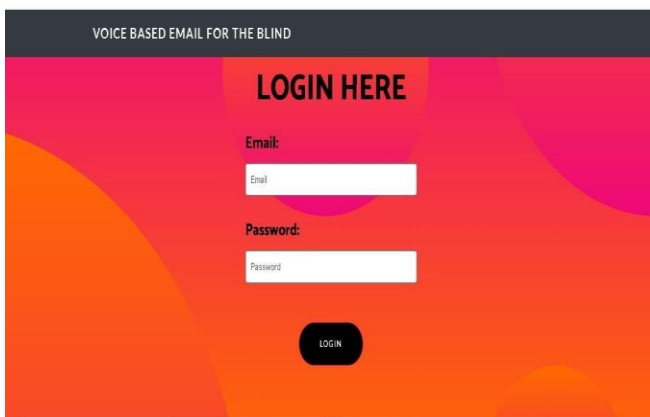 VOICE BASED EMAIL FOR THE BLIND
LOGIN HERE
Email:
Email
Password:
Password
LOGIN